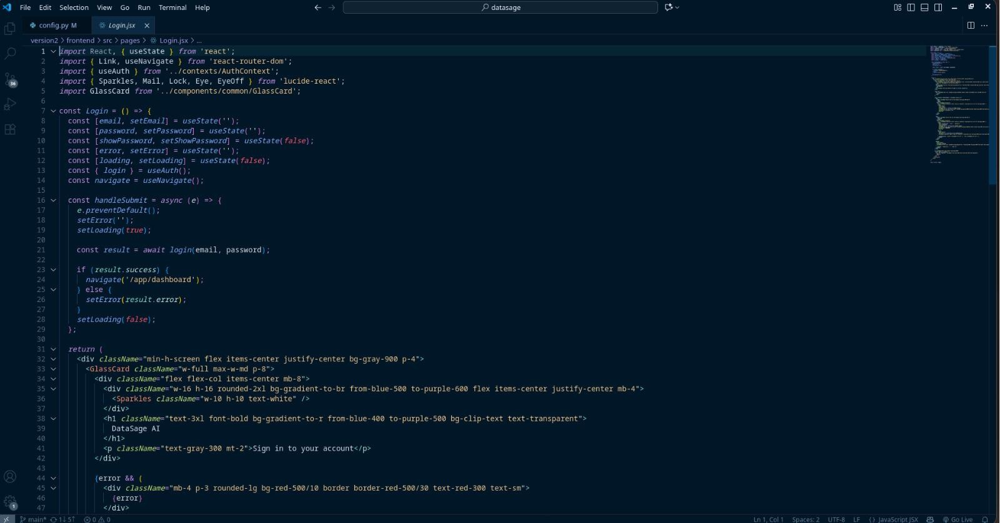 File Edit Selection View Go Run Terminal Help
datasage
config.py M
Login.jsx
version2 > frontend > src > pages > Login.jsx > ...
1 import React, { useState } from 'react';
2 import { Link, useNavigate } from 'react-router-dom';
3 import { useAuth } from '../contexts/AuthContext';
4 import { Sparkles, Mail, Lock, Eye, EyeOff } from 'lucide-react';
5 import GlassCard from '../components/common/GlassCard';
6
7 const Login = () => {
8 const [email, setEmail] = useState('');
9 const [password, setPassword] = useState('');
10 const [showPassword, setShowPassword] = useState(false);
11 const [error, setError] = useState('');
12 const [loading, setLoading] = useState(false);
13 const { login } = useAuth();
14 const navigate = useNavigate();
15
16 const handleSubmit = async (e) => {
17 e.preventDefault();
18 setError('');
19 setLoading(true);
20
21 const result = await login(email, password);
22
23 if (result.success) {
24 navigate('/app/dashboard');
25 } else {
26 setError(result.error);
27 }
28 setLoading(false);
29 };
30
31 return (
32 <div className="min-h-screen flex items-center justify-center bg-gray-900 p-4">
33 <GlassCard className="w-full max-w-md p-8">
34 <div className="flex flex-col items-center mb-8">
35 <div className="w-16 h-16 rounded-2xl bg-gradient-to-br from-blue-500 to-purple-600 flex items-center justify-center mb-4">
36 <Sparkles className="w-10 h-10 text-white" />
37 </div>
38 <h1 className="text-3xl font-bold bg-gradient-to-r from-blue-400 to-purple-500 bg-clip-text text-transparent">
39 DataSage AI
40 </h1>
41 <p className="text-gray-300 mt-2">Sign in to your account</p>
42 </div>
43
44 {error && (
45 <div className="mb-4 p-3 rounded-lg bg-red-500/10 border border-red-500/30 text-red-300 text-sm">
46 {error}
47 </div>
36
1
main* 1↓ 5↑ 0 0
Ln 1, Col 1 Spaces: 2 UTF-8 LF {} JavaScript JSX Go Live